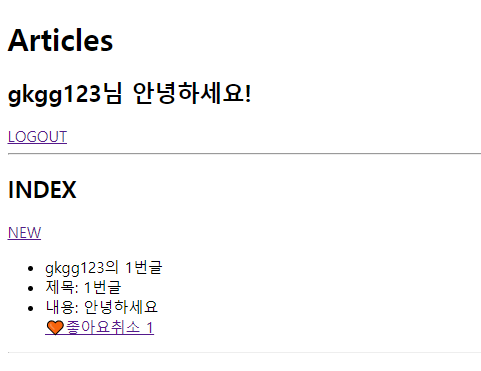 Articles
gkgg123님 안녕하세요!
LOGOUT
INDEX
NEW
gkgg123의 1번글
제목: 1번글
내용: 안녕하세요
🧡좋아요취소 1